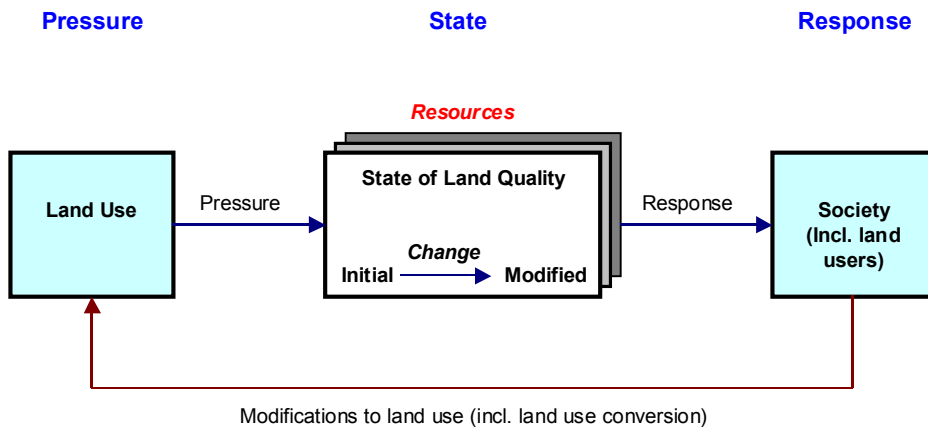 Pressure
State
Response
Resources
State of Land Quality
Land Use
Pressure
Response
Society
(Incl. land
users)
Change
Initial
Modified
Modifications to land use (incl. land use conversion)